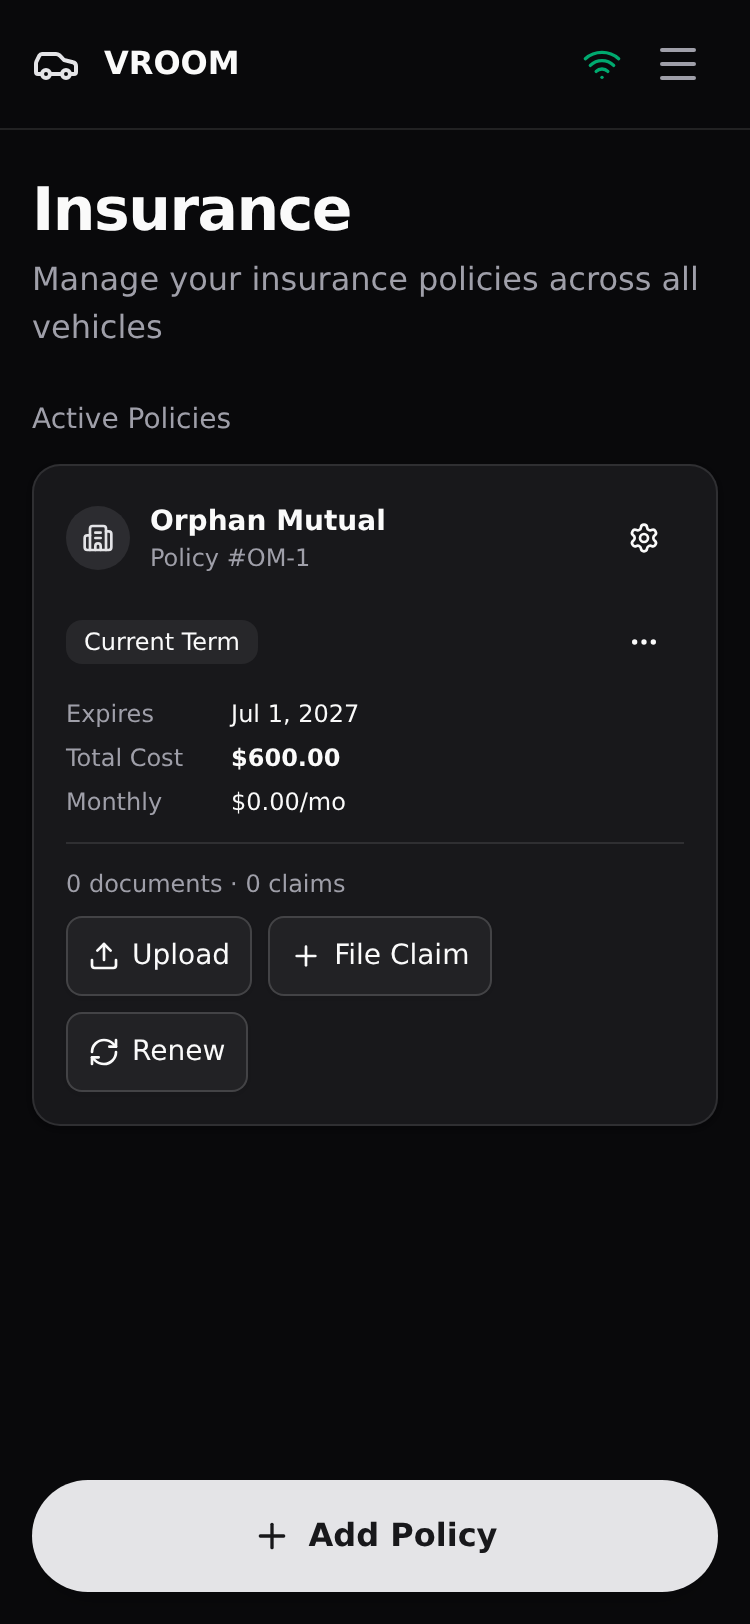 VROOM
Insurance
Manage your insurance policies across all
vehicles
Active Policies
Orphan Mutual
Policy #OM-1
Current Term
Expires Jul 1, 2027
Total Cost $600.00
Monthly $0.00/mo
0 documents · 0 claims
Upload File Claim
Renew
Add Policy